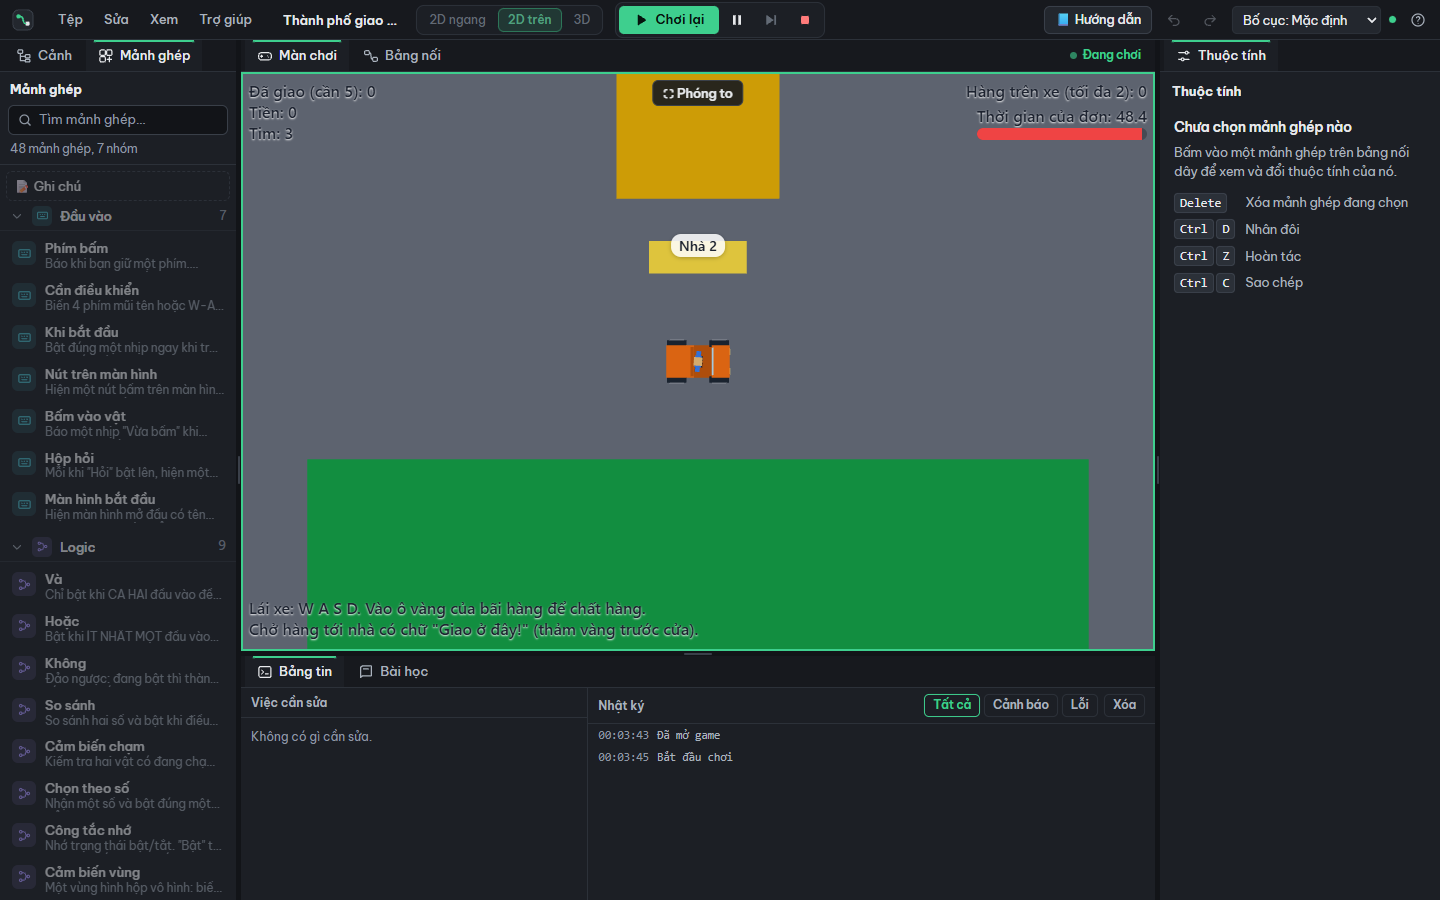 Tệp
Sửa
Xem
Trợ giúp
Thành phố giao ...
2D ngang
2D trên
3D
Chơi lại
Hướng dẫn
Bố cục: Mặc định
Cảnh
Mảnh ghép
Mảnh ghép
Tìm mảnh ghép...
48 mảnh ghép, 7 nhóm
Ghi chú
Đầu vào 7
Phím bấm
Báo khi bạn giữ một phím....
Cần điều khiển
Biến 4 phím mũi tên hoặc W-A...
Khi bắt đầu
Bật đúng một nhịp ngay khi tr...
Nút trên màn hình
Hiện một nút bấm trên màn hìn...
Bấm vào vật
Báo một nhịp "Vừa bấm" khi...
Hộp hỏi
Mỗi khi "Hỏi" bật lên, hiện một...
Màn hình bắt đầu
Hiện màn hình mở đầu có tên...
Logic 9
Và
Chỉ bật khi CẢ HAI đầu vào đề...
Hoặc
Bật khi ÍT NHẤT MỘT đầu vào...
Không
Đảo ngược: đang bật thì thàn...
So sánh
So sánh hai số và bật khi điều...
Cảm biến chạm
Kiểm tra hai vật có đang chạ...
Chọn theo số
Nhận một số và bật đúng một...
Công tắc nhớ
Nhớ trạng thái bật/tắt. "Bật" t...
Cảm biến vùng
Một vùng hình hộp vô hình: biế...
Màn chơi
Bảng nối
Đang chơi
Đã giao (cần 5): 0
Tiền: 0
Tim: 3
Phóng to
Hàng trên xe (tối đa 2): 0
Thời gian của đơn: 48.4
Nhà 2
Lái xe: W A S D. Vào ô vàng của bãi hàng để chất hàng.
Chở hàng tới nhà có chữ "Giao ở đây!" (thảm vàng trước cửa).
Bảng tin
Bài học
Việc cần sửa
Không có gì cần sửa.
Nhật ký
Tất cả
Cảnh báo
Lỗi
Xóa
00:03:43 Đã mở game
00:03:45 Bắt đầu chơi
Thuộc tính
Thuộc tính
Chưa chọn mảnh ghép nào
Bấm vào một mảnh ghép trên bảng nối
dây để xem và đổi thuộc tính của nó.
Delete Xóa mảnh ghép đang chọn
Ctrl D Nhân đôi
Ctrl Z Hoàn tác
Ctrl C Sao chép